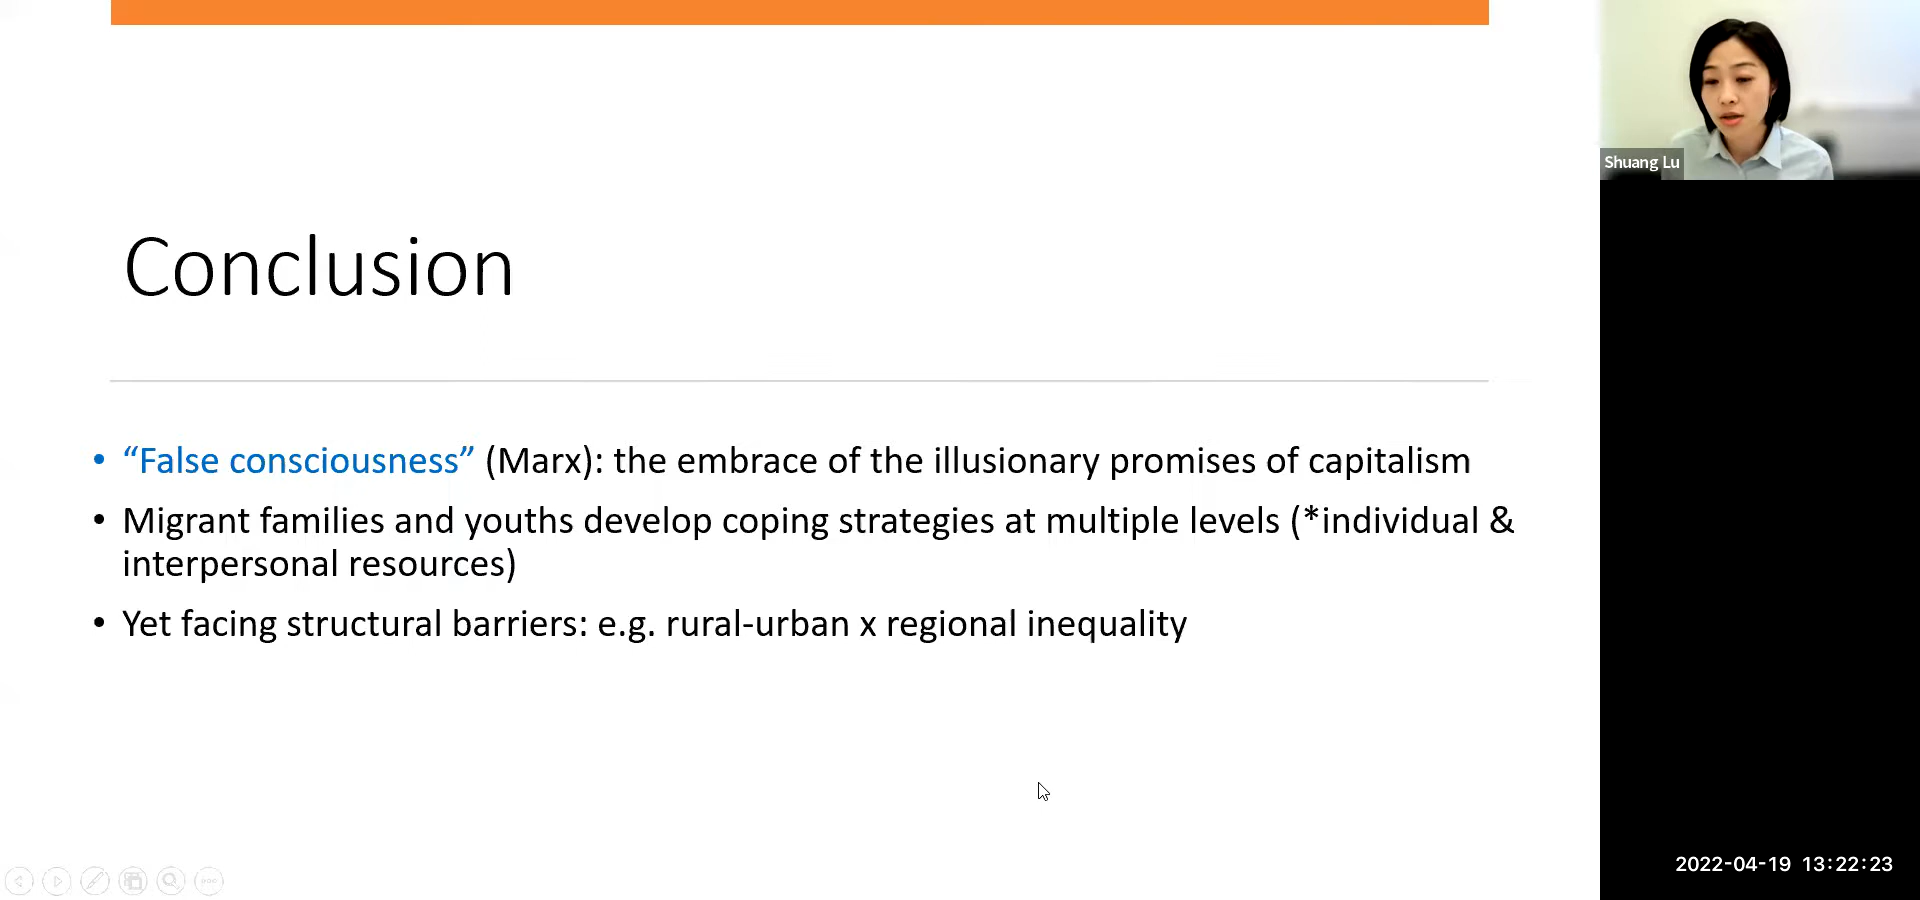 Conclusion
• “False consciousness” (Marx): the embrace of the illusionary promises of capitalism
• Migrant families and youths develop coping strategies at multiple levels (*individual &
interpersonal resources)
• Yet facing structural barriers: e.g. rural-urban x regional inequality
Shuang Lu
2022-04-19 13:22:23